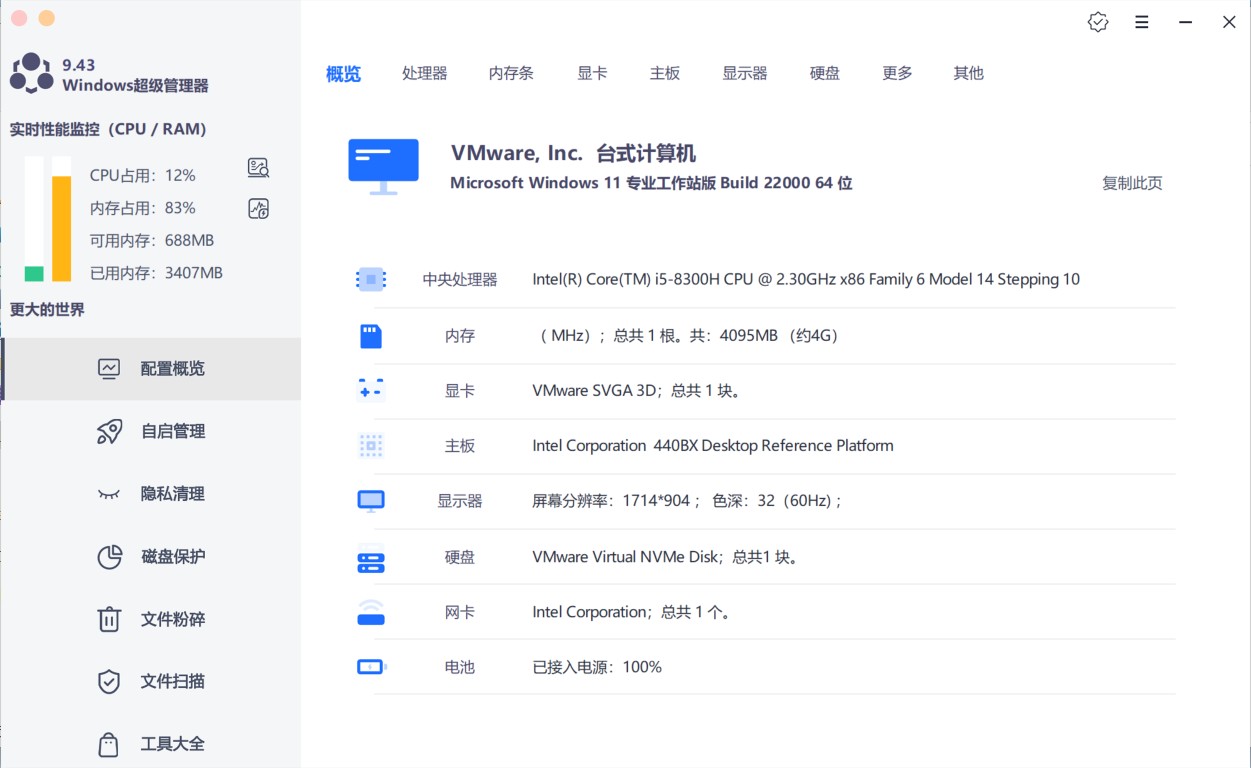 9.43
Windows超级管理器
实时性能监控（CPU / RAM）
CPU占用：12%
内存占用：83%
可用内存：688MB
已用内存：3407MB
更大的世界
配置概览
自启管理
隐私清理
磁盘保护
文件粉碎
文件扫描
工具大全
概览 处理器 内存条 显卡 主板 显示器 硬盘 更多 其他
VMware, Inc. 台式计算机
Microsoft Windows 11 专业工作站版 Build 22000 64 位
复制此页
中央处理器 Intel(R) Core(TM) i5-8300H CPU @ 2.30GHz x86 Family 6 Model 14 Stepping 10
内存 （ MHz）；总共 1 根。共：4095MB （约4G）
显卡 VMware SVGA 3D；总共 1 块。
主板 Intel Corporation 440BX Desktop Reference Platform
显示器 屏幕分辨率：1714*904 ； 色深：32（60Hz）；
硬盘 VMware Virtual NVMe Disk；总共1 块。
网卡 Intel Corporation；总共 1 个。
电池 已接入电源：100%